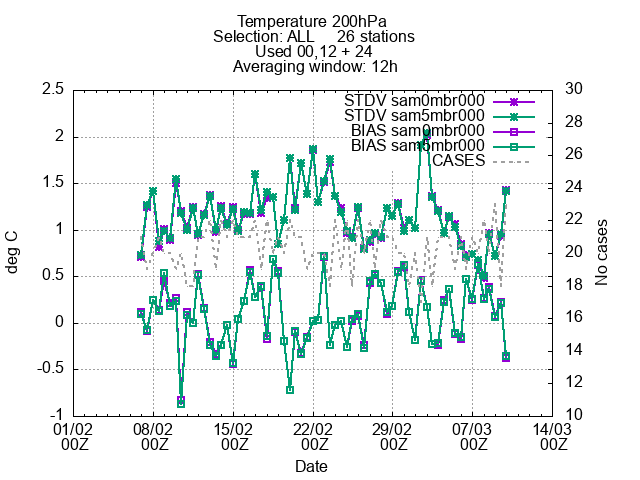 Temperature 200hPa
Selection: ALL 26 stations
Used 00,12 + 24
Averaging window: 12h
STDV sam0mbr000
STDV sam5mbr000
BIAS sam0mbr000
BIAS sam5mbr000
CASES
deg C
2.5
2
1.5
1
0.5
0
-0.5
-1
No cases
30
28
26
24
22
20
18
16
14
12
10
01/02 08/02 15/02 22/02 29/02 07/03 14/03
00Z 00Z 00Z 00Z 00Z 00Z 00Z
Date